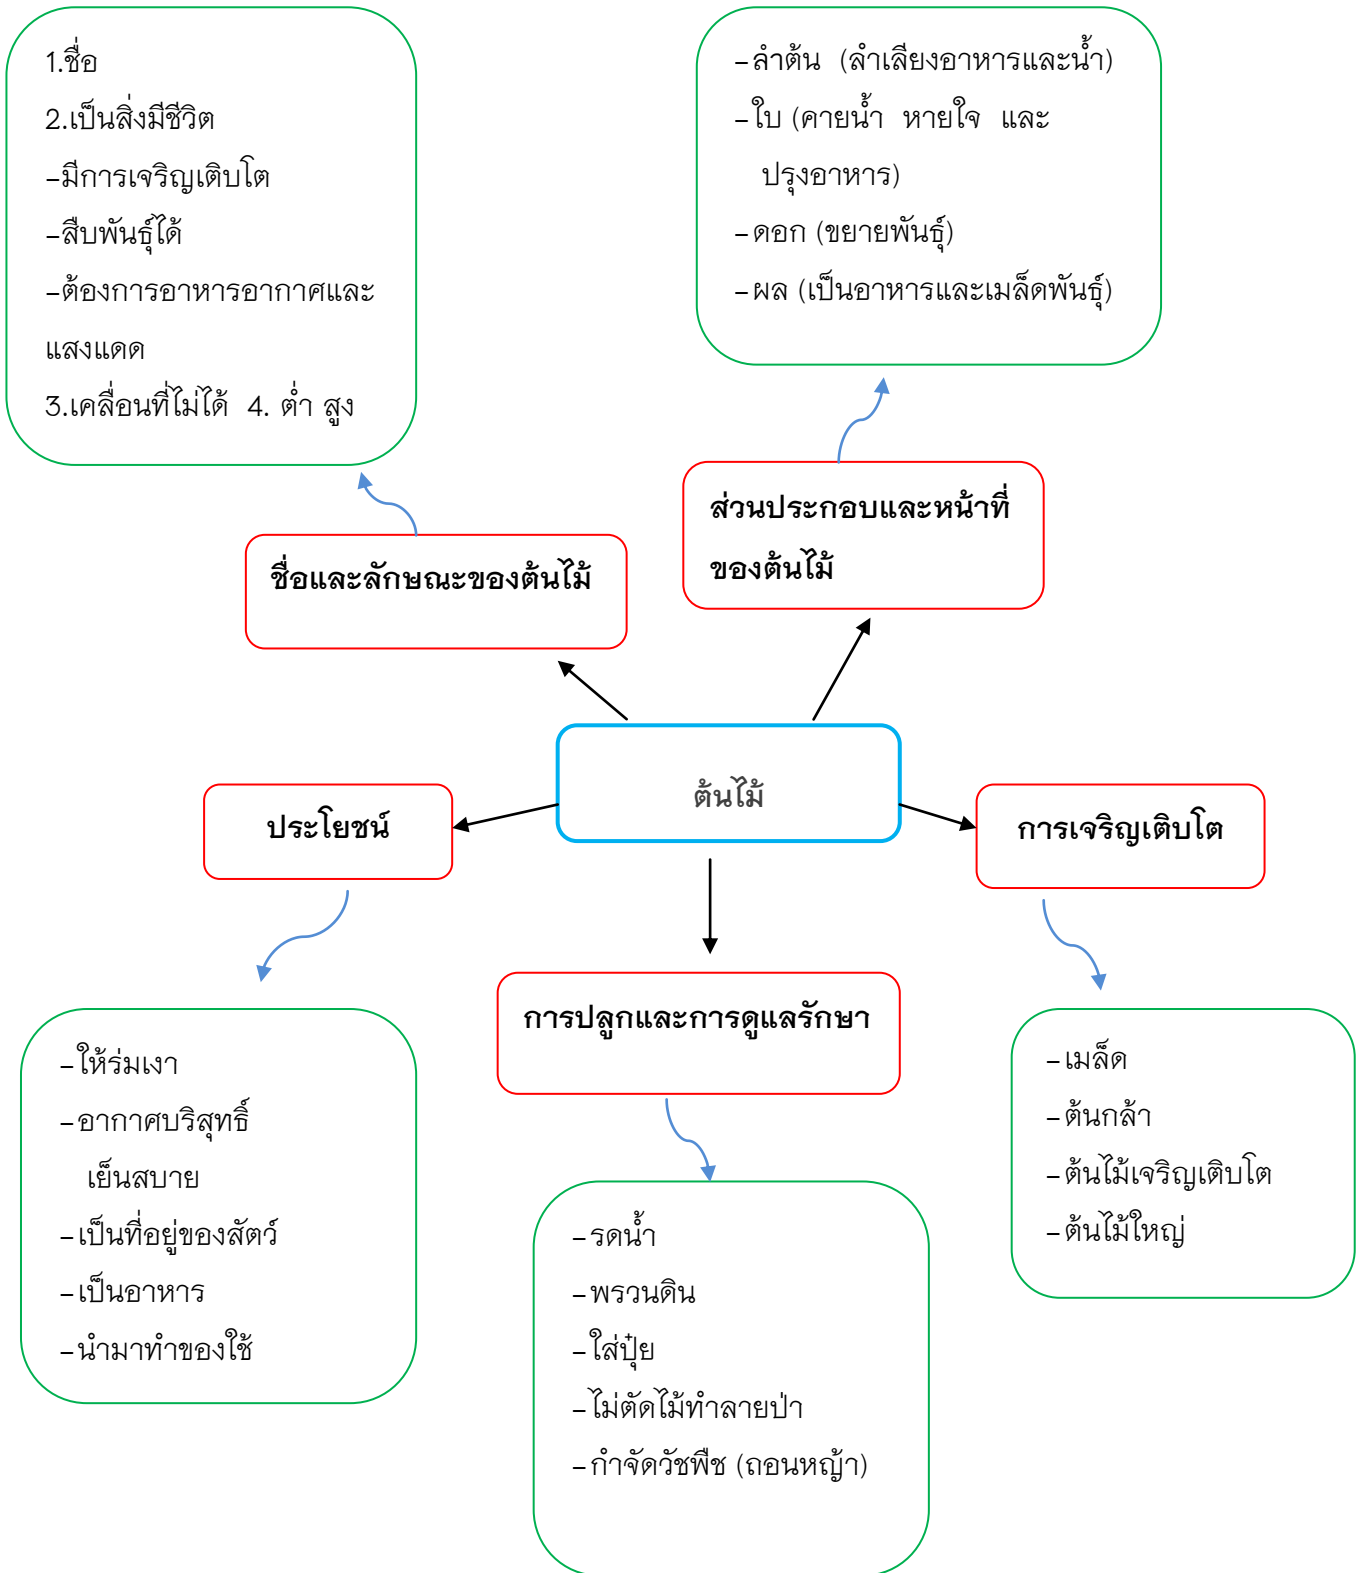 1.ชื่อ
2.เป็นสิ่งมีชีวิต
-มีการเจริญเติบโต
-สืบพันธุ์ได้
-ต้องการอาหารอากาศและ
แสงแดด
3.เคลื่อนที่ไม่ได้ 4. ต่ำ สูง
-ลำต้น (ลำเลียงอาหารและน้ำ)
-ใบ (คายน้ำ หายใจ และ
ปรุงอาหาร)
-ดอก (ขยายพันธุ์)
-ผล (เป็นอาหารและเมล็ดพันธุ์)
ชื่อและลักษณะของต้นไม้
ส่วนประกอบและหน้าที่
ของต้นไม้
ต้นไม้
ประโยชน์
การเจริญเติบโต
การปลูกและการดูแลรักษา
-ให้ร่มเงา
-อากาศบริสุทธิ์
เย็นสบาย
-เป็นที่อยู่ของสัตว์
-เป็นอาหาร
-นำมาทำของใช้
-รดน้ำ
-พรวนดิน
-ใส่ปุ๋ย
-ไม่ตัดไม้ทำลายป่า
-กำจัดวัชพืช (ถอนหญ้า)
-เมล็ด
-ต้นกล้า
-ต้นไม้เจริญเติบโต
-ต้นไม้ใหญ่